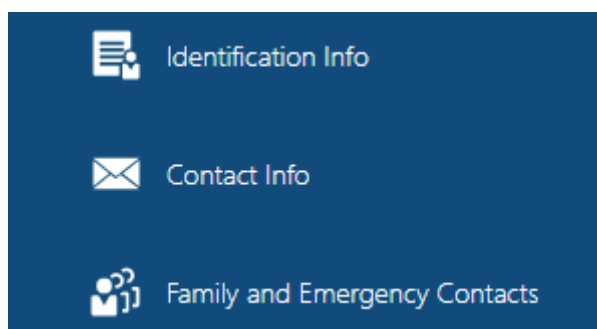 Identification Info
Contact Info
Family and Emergency Contacts